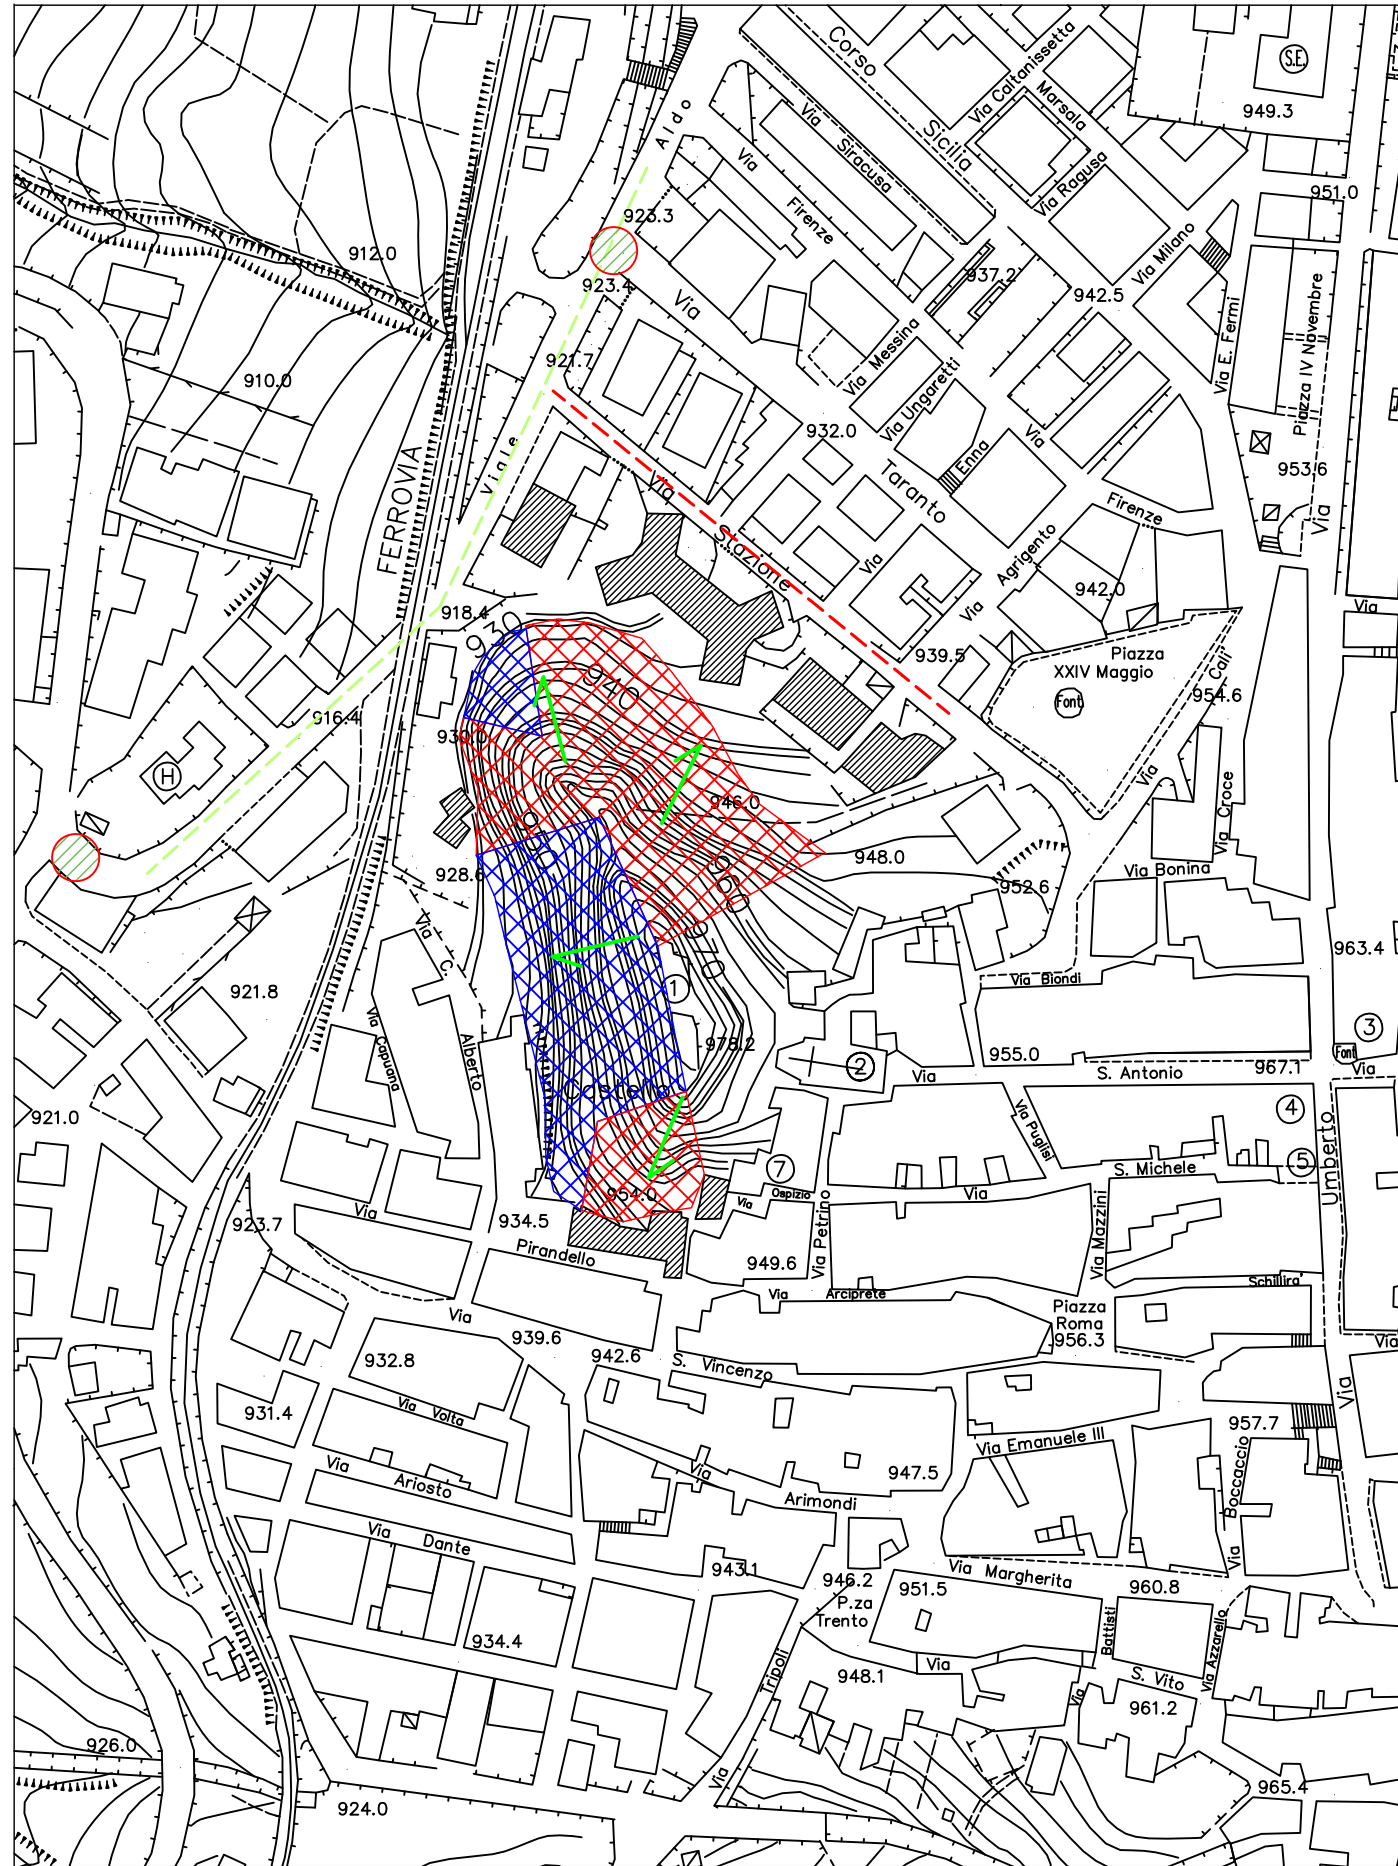 Corso
Sicilia
Via Caltanissetta
Marsala
S.E.
949.3
Aldo
Via
Siracusa
Via
Firenze
Via Ragusa
951.0
923.3
912.0
923.4
937.2
Via Milano
942.5
Via
Via E. Fermi
Piazza IV Novembre
921.7
910.0
Via Messina
Via Ungaretti
932.0
Via
Enna
953.6
Viale
FERROVIA
Via
Stazione
Taranto
Firenze
Via
Via
Agrigento
Via
942.0
Via
918.4
930
939.5
Piazza
XXIV Maggio
Font
Cali'
954.6
940
916.4
930.0
H
946.0
Via
Via Croce
950
960
948.0
928.6
952.6
Via Bonina
Via C.
Alberto
970
963.4
921.8
1
Via Biondi
3
Via Capuana
978.2
2
955.0
Font
Via
Via
S. Antonio
967.1
Castello
921.0
Via Puglisi
4
Umberto
7
5
S. Michele
954.0
Via
Ospizio
Via
923.7
Via
934.5
Pirandello
Via Petrino
Via Mazzini
949.6
Via
Arciprete
Schillira'
Piazza
Roma
956.3
Via
939.6
Via
932.8
942.6
S. Vincenzo
Via
931.4
Via Volta
957.7
Via Emanuele III
Via
Ariosto
Via
947.5
Arimondi
Via Boccaccio
Via
Dante
943.1
946.2
P.za
Trento
951.5
Via Margherita
960.8
934.4
Battisti
Via Azzarello
Tripoli
948.1
Via
S. Vito
Via
961.2
926.0
Via
965.4
924.0